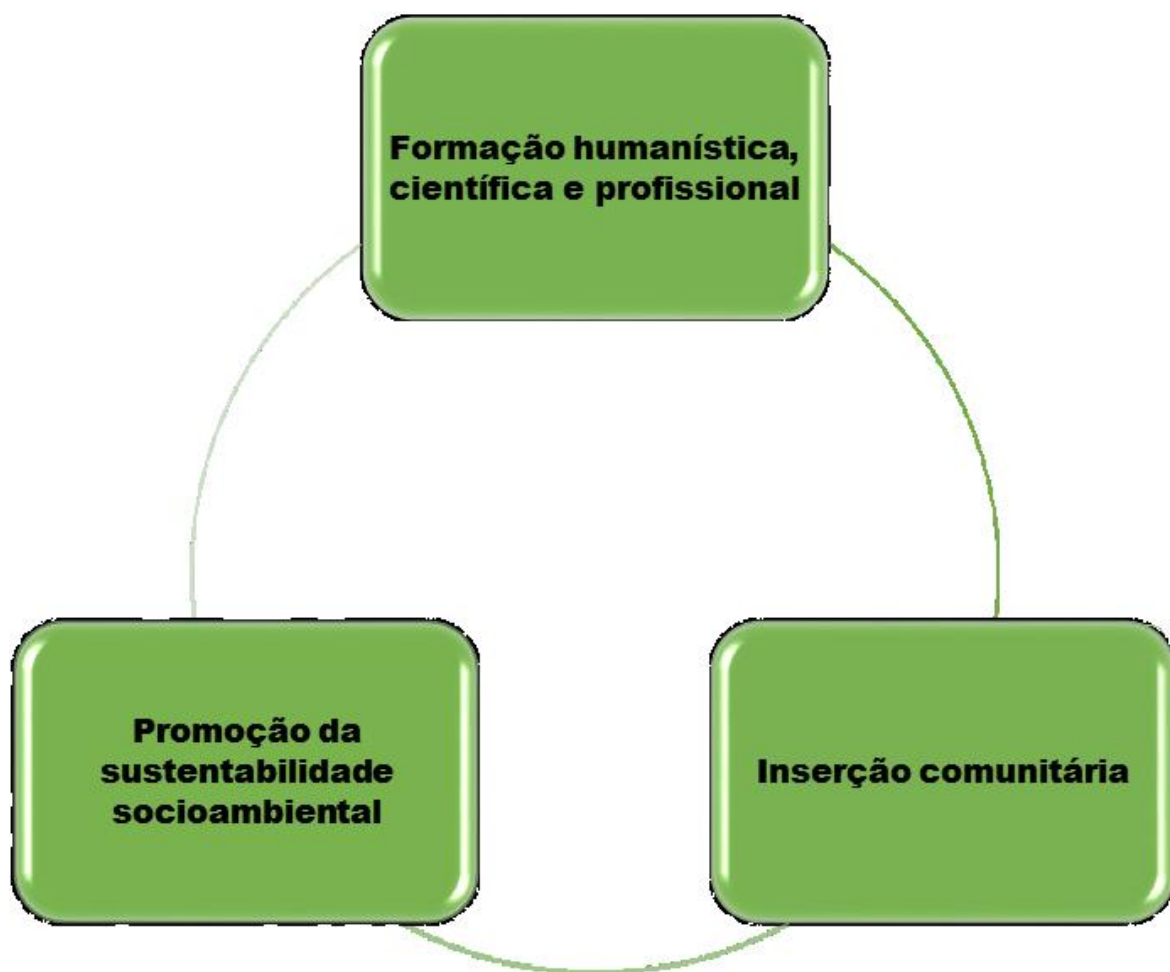 Formação humanística,
científica e profissional
Promoção da
sustentabilidade
socioambiental
Inserção comunitária